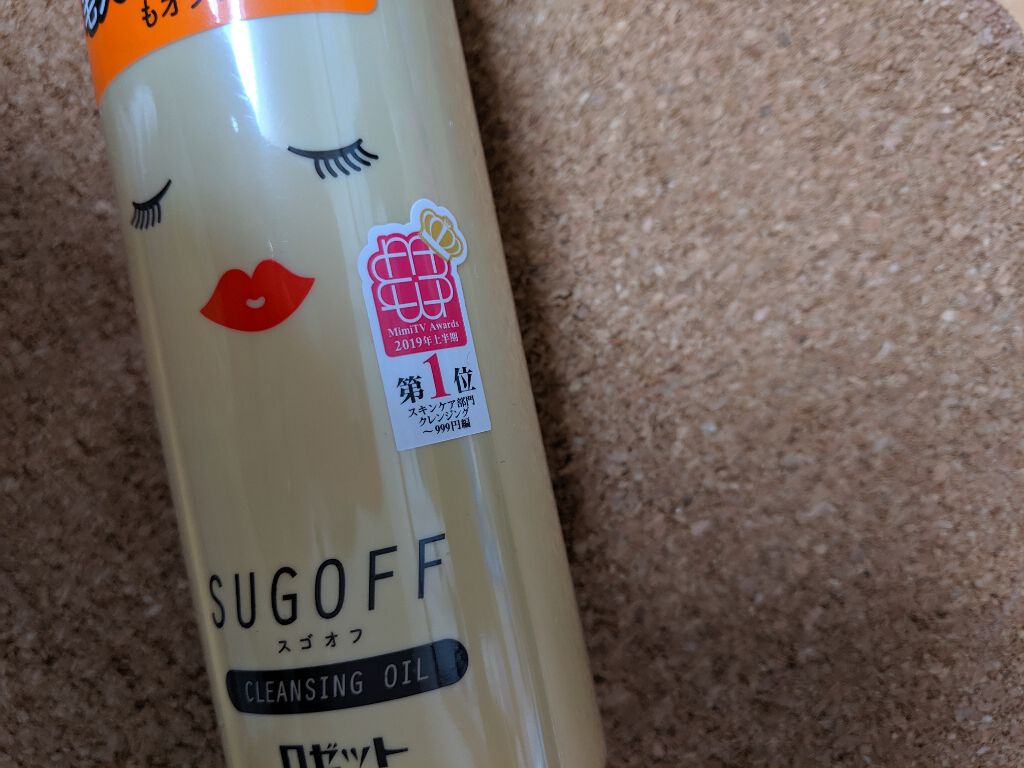 もオフ
MimiTV Awards
2019年上半期
第1位
スキンケア部門
クレンジング
～999円編
SUGOFF
スゴオフ
CLEANSING OIL
ロゼット